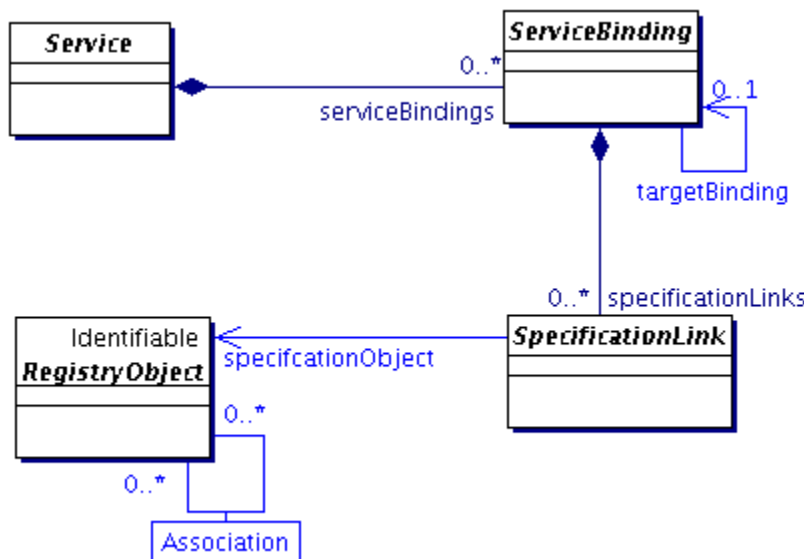 Service
ServiceBinding
0..*
serviceBindings
0..1
targetBinding
0..*
specificationLinks
Identifiable
RegistryObject
specifcationObject
SpecificationLink
0..*
0..*
Association